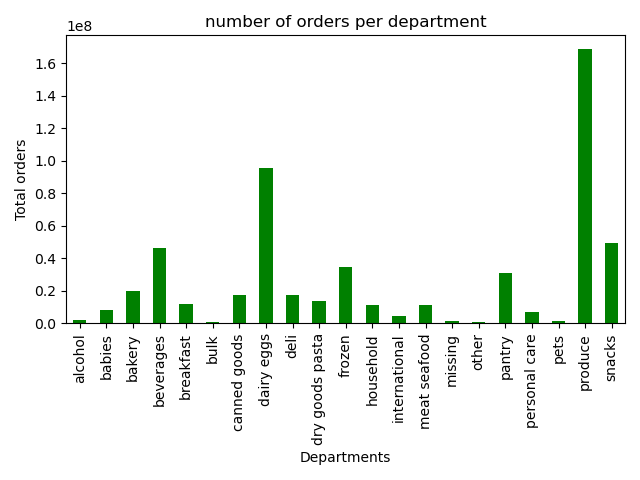 number of orders per department
1e8
Total orders
1.6
1.4
1.2
1.0
0.8
0.6
0.4
0.2
0.0
alcohol
babies
bakery
beverages
breakfast
bulk
canned goods
dairy eggs
deli
dry goods pasta
frozen
household
international
meat seafood
missing
other
pantry
personal care
pets
produce
snacks
Departments